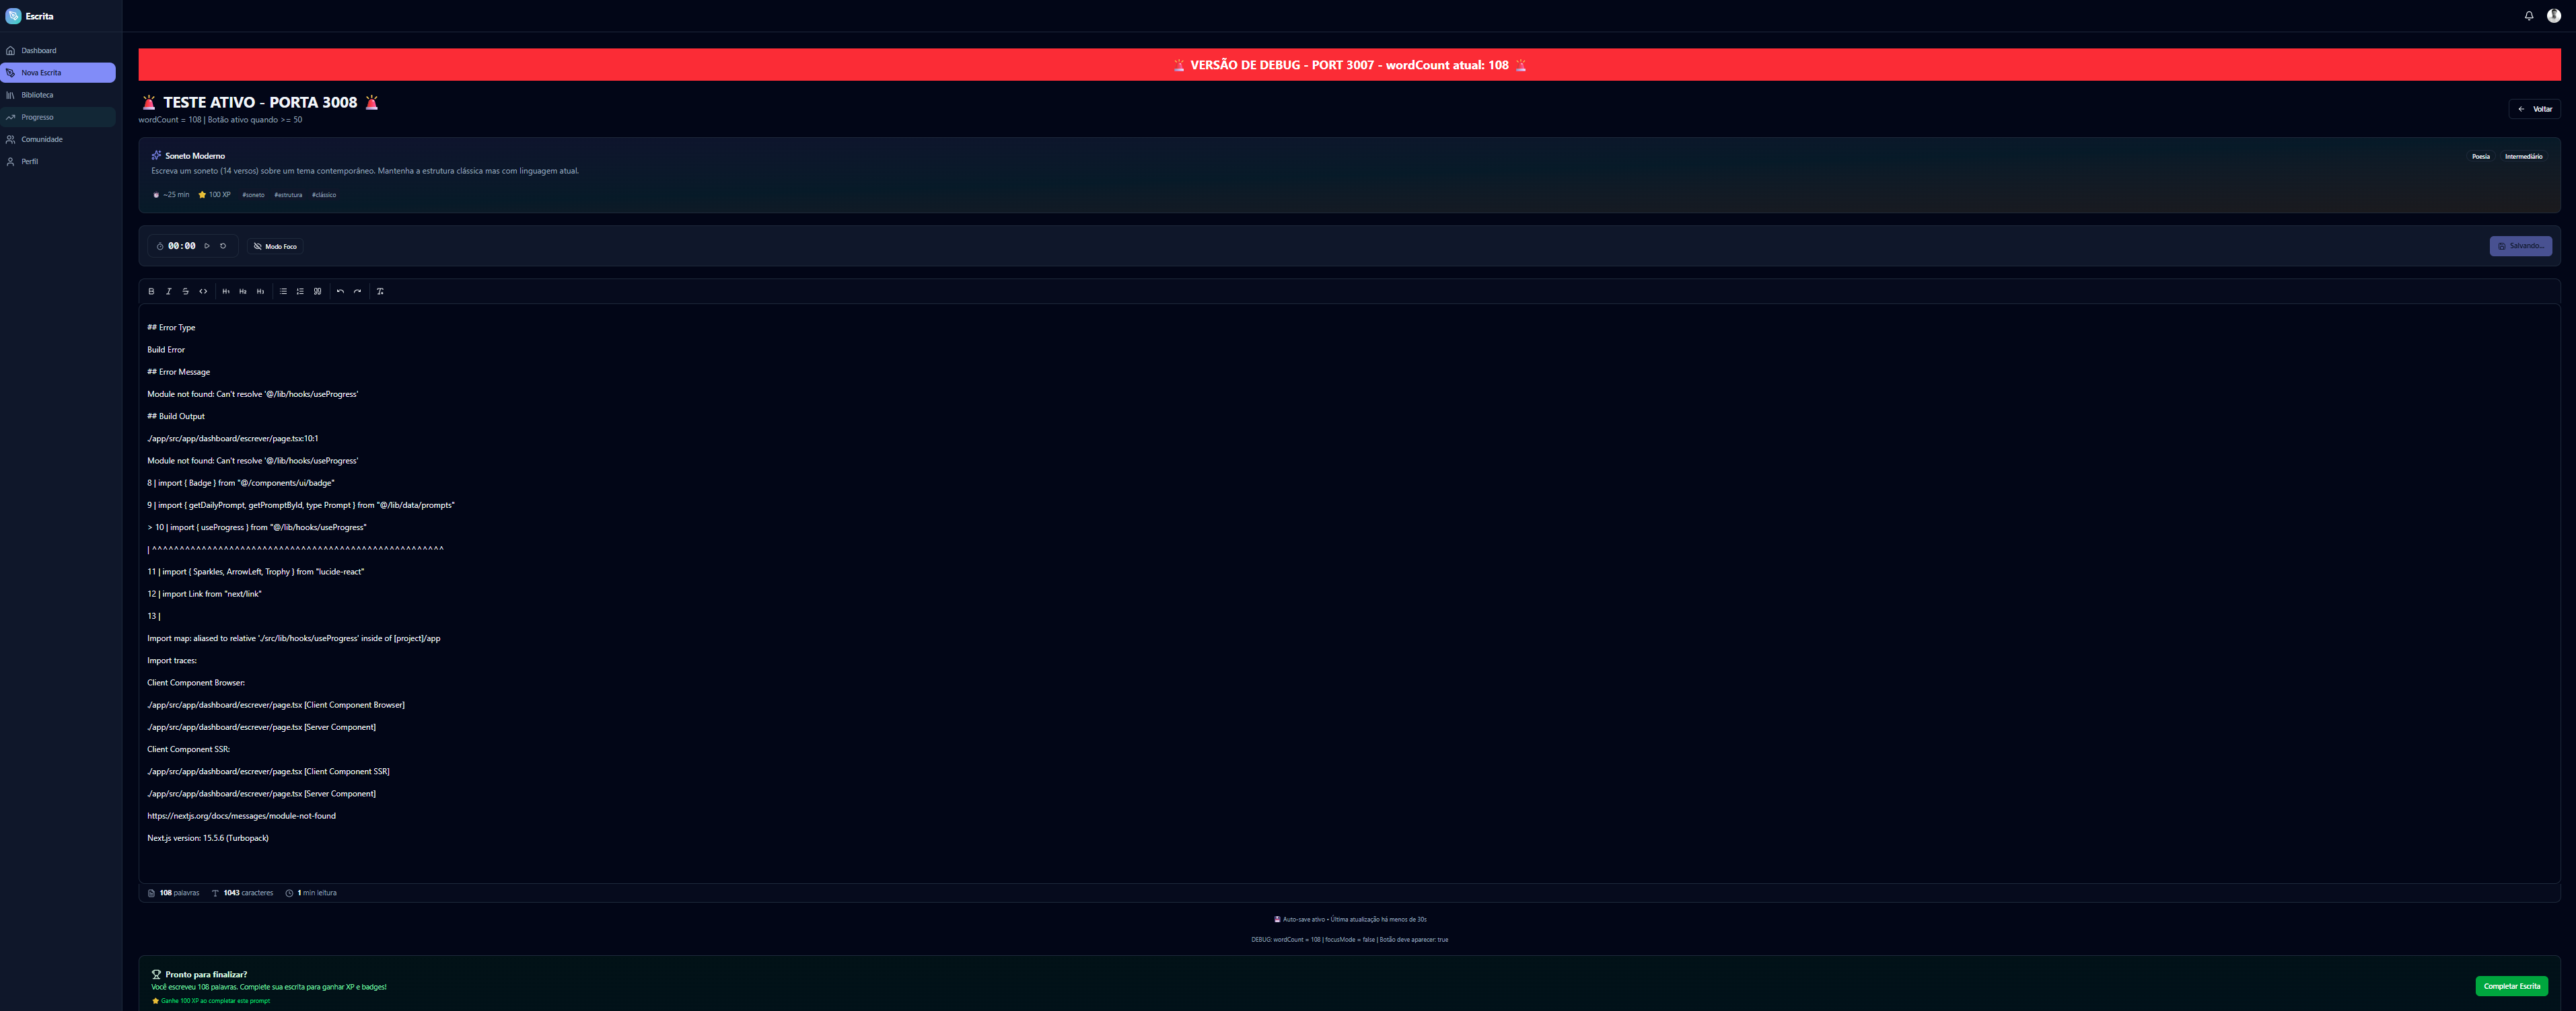 Escrita
Dashboard
Nova Escrita
Biblioteca
Progresso
Comunidade
Perfil
🚨 VERSÃO DE DEBUG - PORT 3007 - wordCount atual: 108 🚨
🚨 TESTE ATIVO - PORTA 3008 🚨
wordCount = 108 | Botão ativo quando >= 50
Voltar
Soneto Moderno
Poesia Intermediário
Escreva um soneto (14 versos) sobre um tema contemporâneo. Mantenha a estrutura clássica mas com linguagem atual.
~25 min ⭐ 100 XP #soneto #estrutura #clássico
00:00 Modo Foco Salvando...
B I S <> H1 H2 H3
## Error Type
Build Error
## Error Message
Module not found: Can't resolve '@/lib/hooks/useProgress'
## Build Output
./app/src/app/dashboard/escrever/page.tsx:10:1
Module not found: Can't resolve '@/lib/hooks/useProgress'
8 | import { Badge } from "@/components/ui/badge"
9 | import { getDailyPrompt, getPromptById, type Prompt } from "@/lib/data/prompts"
> 10 | import { useProgress } from "@/lib/hooks/useProgress"
| ^^^^^^^^^^^^^^^^^^^^^^^^^^^^^^^^^^^^^^^^^^^^^^^^^^^^^
11 | import { Sparkles, ArrowLeft, Trophy } from "lucide-react"
12 | import Link from "next/link"
13 |
Import map: aliased to relative './src/lib/hooks/useProgress' inside of [project]/app
Import traces:
Client Component Browser:
./app/src/app/dashboard/escrever/page.tsx [Client Component Browser]
./app/src/app/dashboard/escrever/page.tsx [Server Component]
Client Component SSR:
./app/src/app/dashboard/escrever/page.tsx [Client Component SSR]
./app/src/app/dashboard/escrever/page.tsx [Server Component]
https://nextjs.org/docs/messages/module-not-found
Next.js version: 15.5.6 (Turbopack)
108 palavras 1043 caracteres 1 min leitura
💾 Auto-save ativo • Última atualização há menos de 30s
DEBUG: wordCount = 108 | focusMode = false | Botão deve aparecer: true
Pronto para finalizar?
Você escreveu 108 palavras. Complete sua escrita para ganhar XP e badges!
⭐ Ganhe 100 XP ao completar este prompt
Completar Escrita